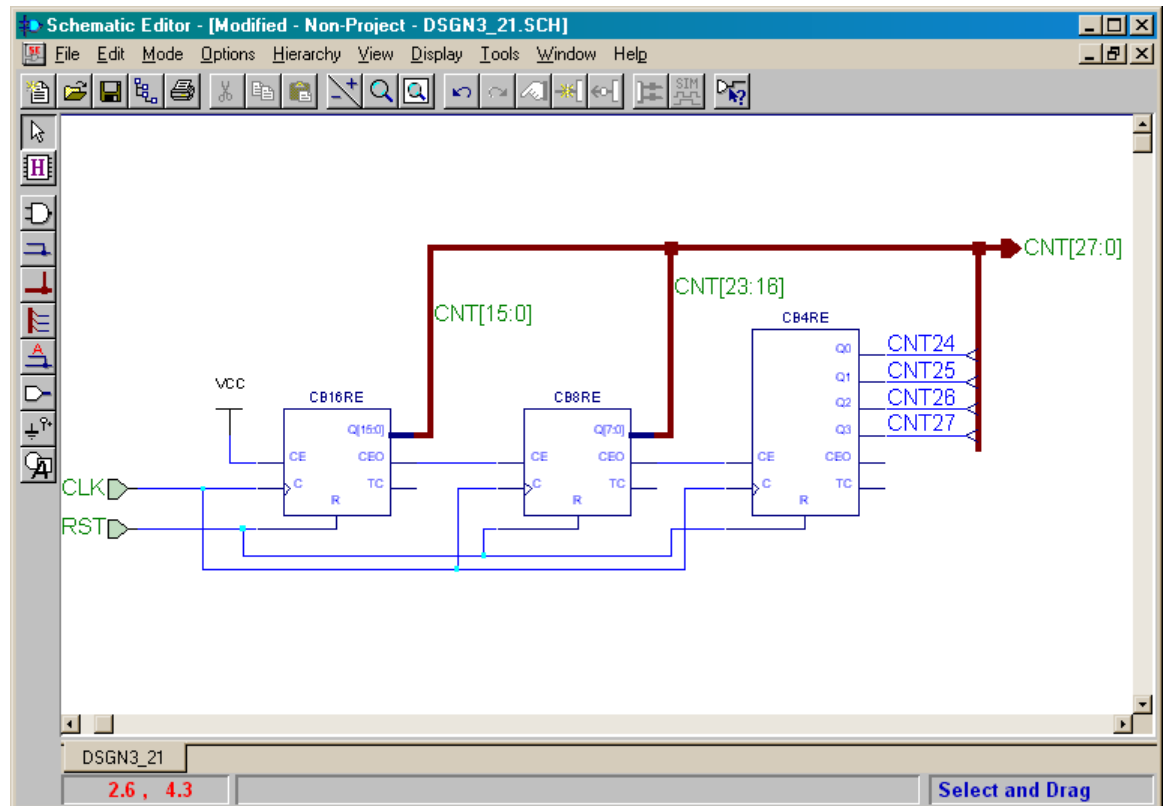 Schematic Editor - [Modified - Non-Project - DSGN3_21.SCH]
File Edit Mode Options Hierarchy View Display Tools Window Help
SIM
H
A
A
CNT[27:0]
CNT[23:16]
CNT[15:0]
CB4RE
Q0 CNT24
Q1 CNT25
Q2 CNT26
Q3 CNT27
VCC
CB16RE CB8RE
Q[15:0] Q[7:0]
CE CEO CE CEO CE CEO
CLK C TC C TC C TC
R R R
RST
DSGN3_21
2.6 , 4.3 Select and Drag